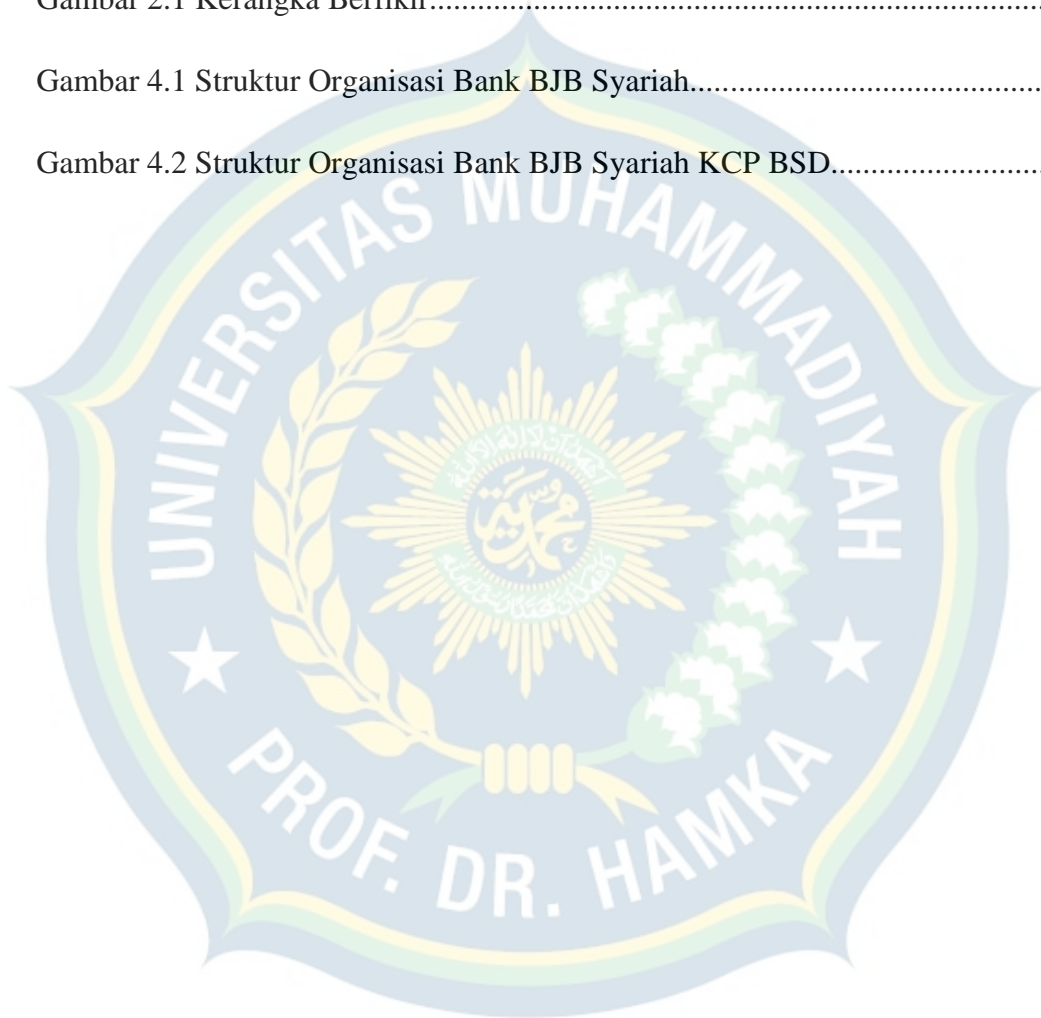 Gambar 2.1 Kerangka Berfikir...........................................................................
Gambar 4.1 Struktur Organisasi Bank BJB Syariah..........................................
Gambar 4.2 Struktur Organisasi Bank BJB Syariah KCP BSD.........................
UNIVERSITAS MUHAMMADIYAH
محمدية
PROF. DR. HAMKA